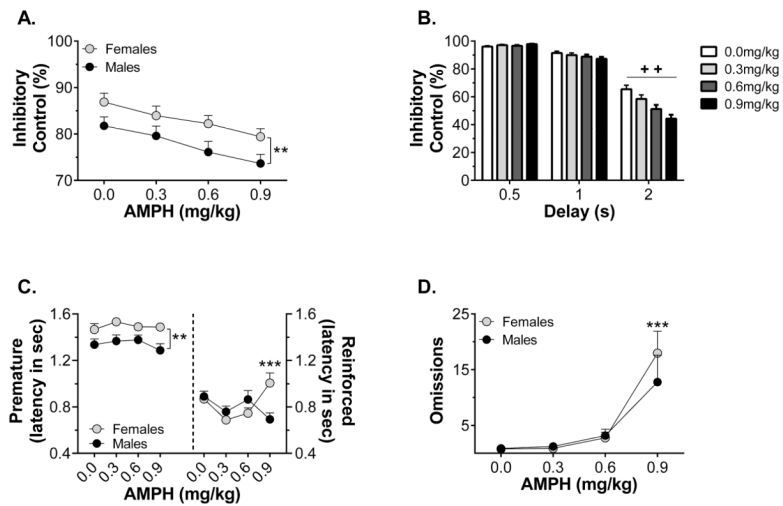 A.
100
90
80
70
Inhibitory
Control (%)
Females
Males
**
0.0 0.3 0.6 0.9
AMPH (mg/kg)
B.
100
80
60
40
20
0
Inhibitory
Control (%)
++
0.0mg/kg
0.3mg/kg
0.6mg/kg
0.9mg/kg
0.5 1 2
Delay (s)
C.
1.6
1.2
0.8
0.4
Premature
(latency in sec)
**
Females
Males
***
1.6
1.2
0.8
0.4
Reinforced
(latency in sec)
0.0 0.3 0.6 0.9 0.0 0.3 0.6 0.9
AMPH (mg/kg)
D.
25
15
5
Omissions
Females
Males
***
0.0 0.3 0.6 0.9
AMPH (mg/kg)